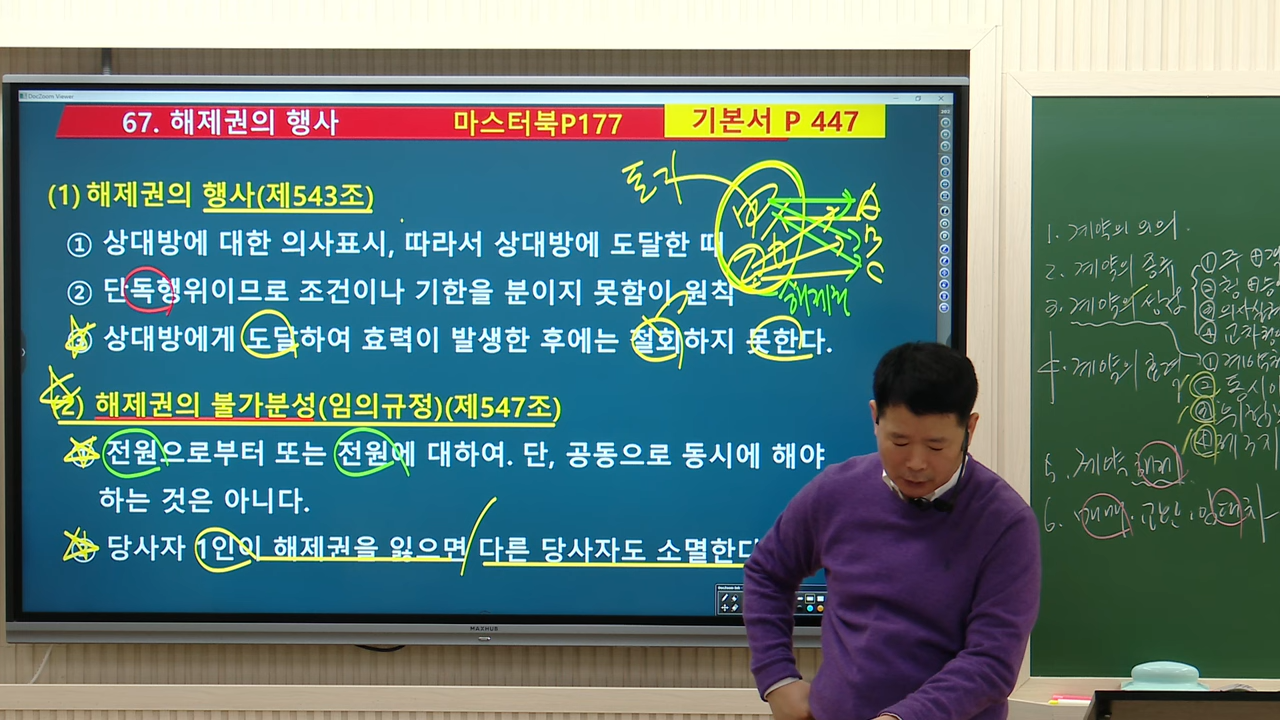 DocZoom Viewer
67. 해제권의 행사 마스터북P177 기본서 P 447
(1) 해제권의 행사(제543조)
① 상대방에 대한 의사표시, 따라서 상대방에 도달한 때
② 단독행위이므로 조건이나 기한을 붙이지 못함이 원칙
③ 상대방에게 도달하여 효력이 발생한 후에는 철회하지 못한다.
(2) 해제권의 불가분성(임의규정)(제547조)
① 전원으로부터 또는 전원에 대하여. 단, 공동으로 동시에 해야
하는 것은 아니다.
② 당사자 1인이 해제권을 잃으면 다른 당사자도 소멸한다
토지
甲
乙
A
B
C
해제권
MAXHUB
1. 계약의 의의.
2. 계약의 종류
3. 계약의 성립
4. 계약의 효력
5. 계약 해제
6. 매매. 교환. 임대차